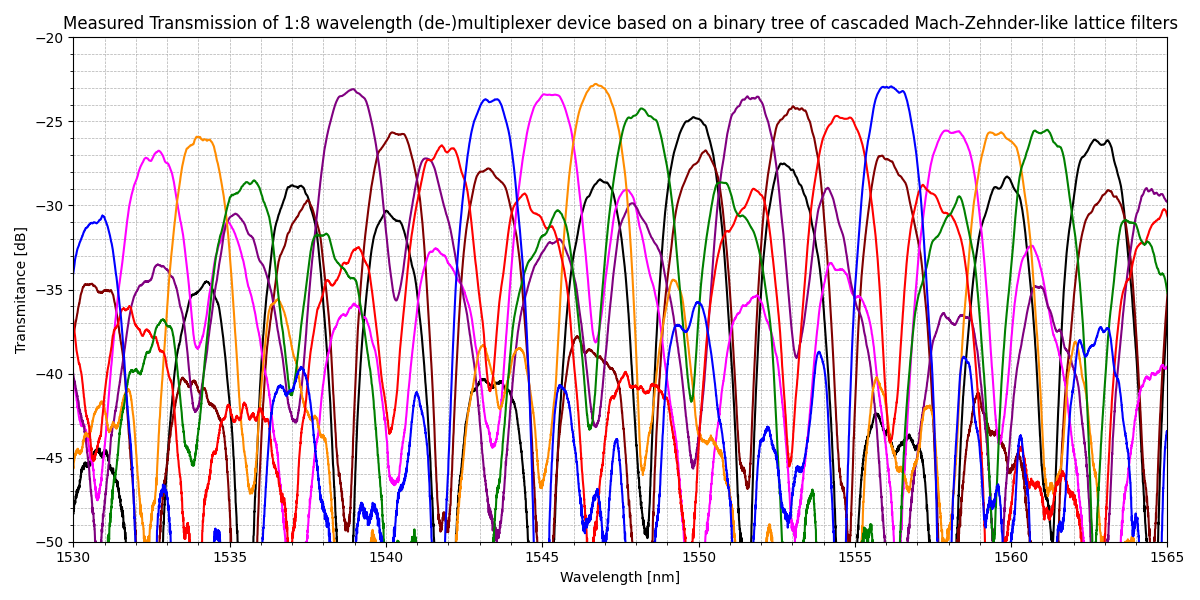 Measured Transmission of 1:8 wavelength (de-)multiplexer device based on a binary tree of cascaded Mach-Zehnder-like lattice filters
Transmitance [dB]
−20
−25
−30
−35
−40
−45
−50
1530 1535 1540 1545 1550 1555 1560 1565
Wavelength [nm]